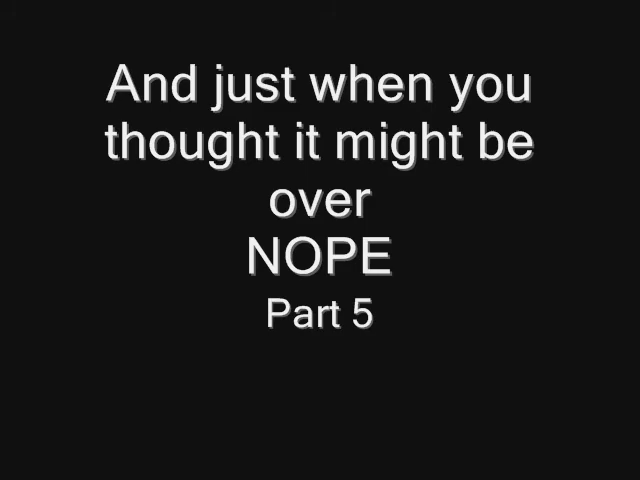 And just when you
thought it might be
over
NOPE
Part 5